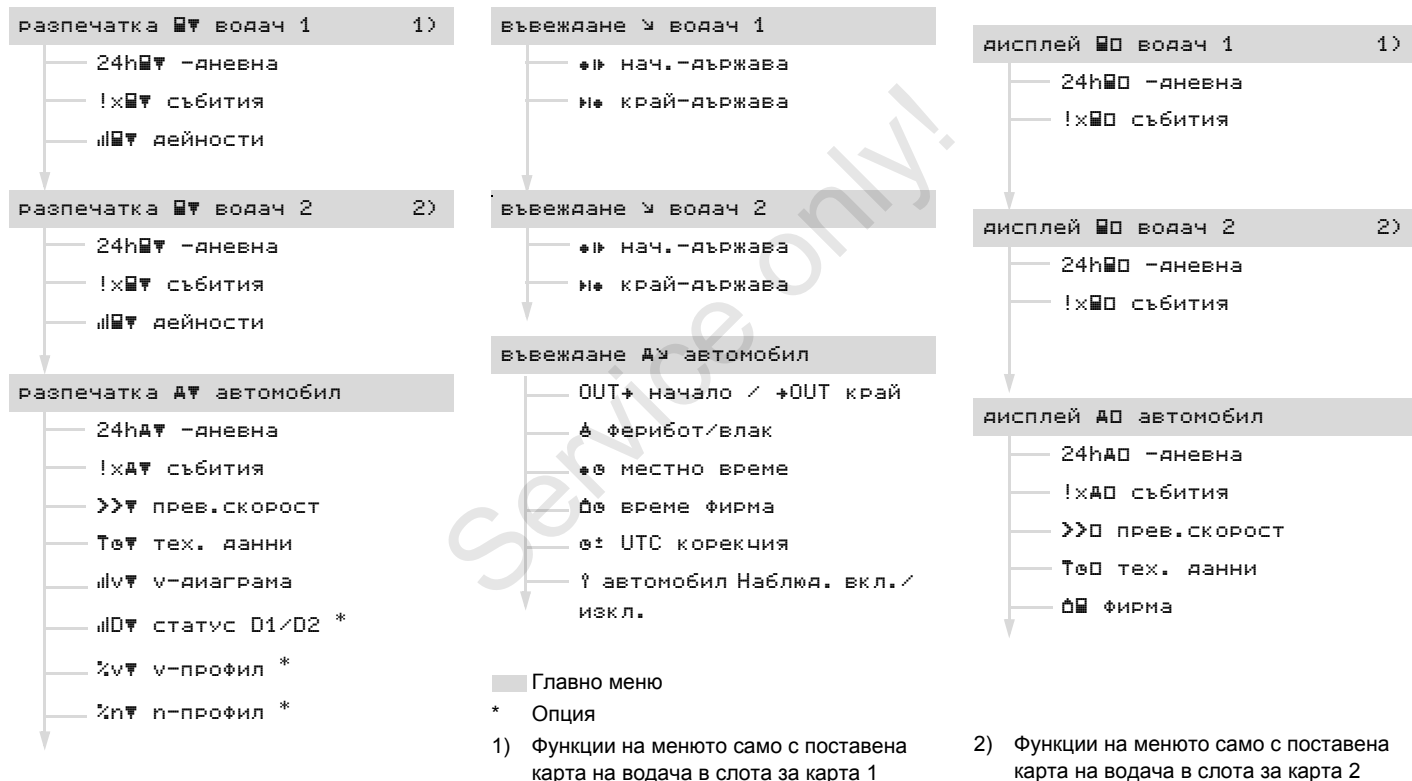 разпечатка водач 1 1)
24h -дневна
!x събития
дейности
разпечатка водач 2 2)
24h -дневна
!x събития
дейности
разпечатка автомобил
24h -дневна
!x събития
>> прев.скорост
тех. данни
v v-диаграма
D статус D1/D2 *
%v v-профил *
%n n-профил *
въвеждане водач 1
нач.-държава
край-държава
въвеждане водач 2
нач.-държава
край-държава
въвеждане автомобил
OUT начало / OUT край
ферибот/влак
местно време
време фирма
± UTC корекция
автомобил Наблюд. вкл./
изкл.
Главно меню
* Опция
1) Функции на менюто само с поставена
карта на водача в слота за карта 1
дисплей водач 1 1)
24h -дневна
!x събития
дисплей водач 2 2)
24h -дневна
!x събития
дисплей автомобил
24h -дневна
!x събития
>> прев.скорост
тех. данни
фирма
2) Функции на менюто само с поставена
карта на водача в слота за карта 2
Service only!